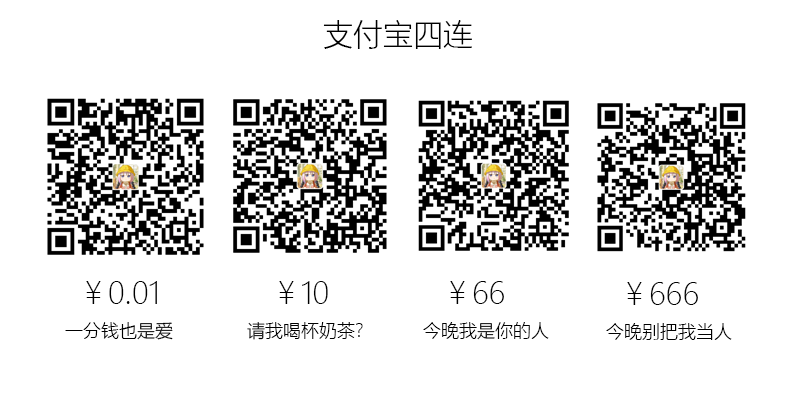 支付宝四连
￥0.01
￥10
￥66
￥666
一分钱也是爱
请我喝杯奶茶?
今晚我是你的人
今晚别把我当人